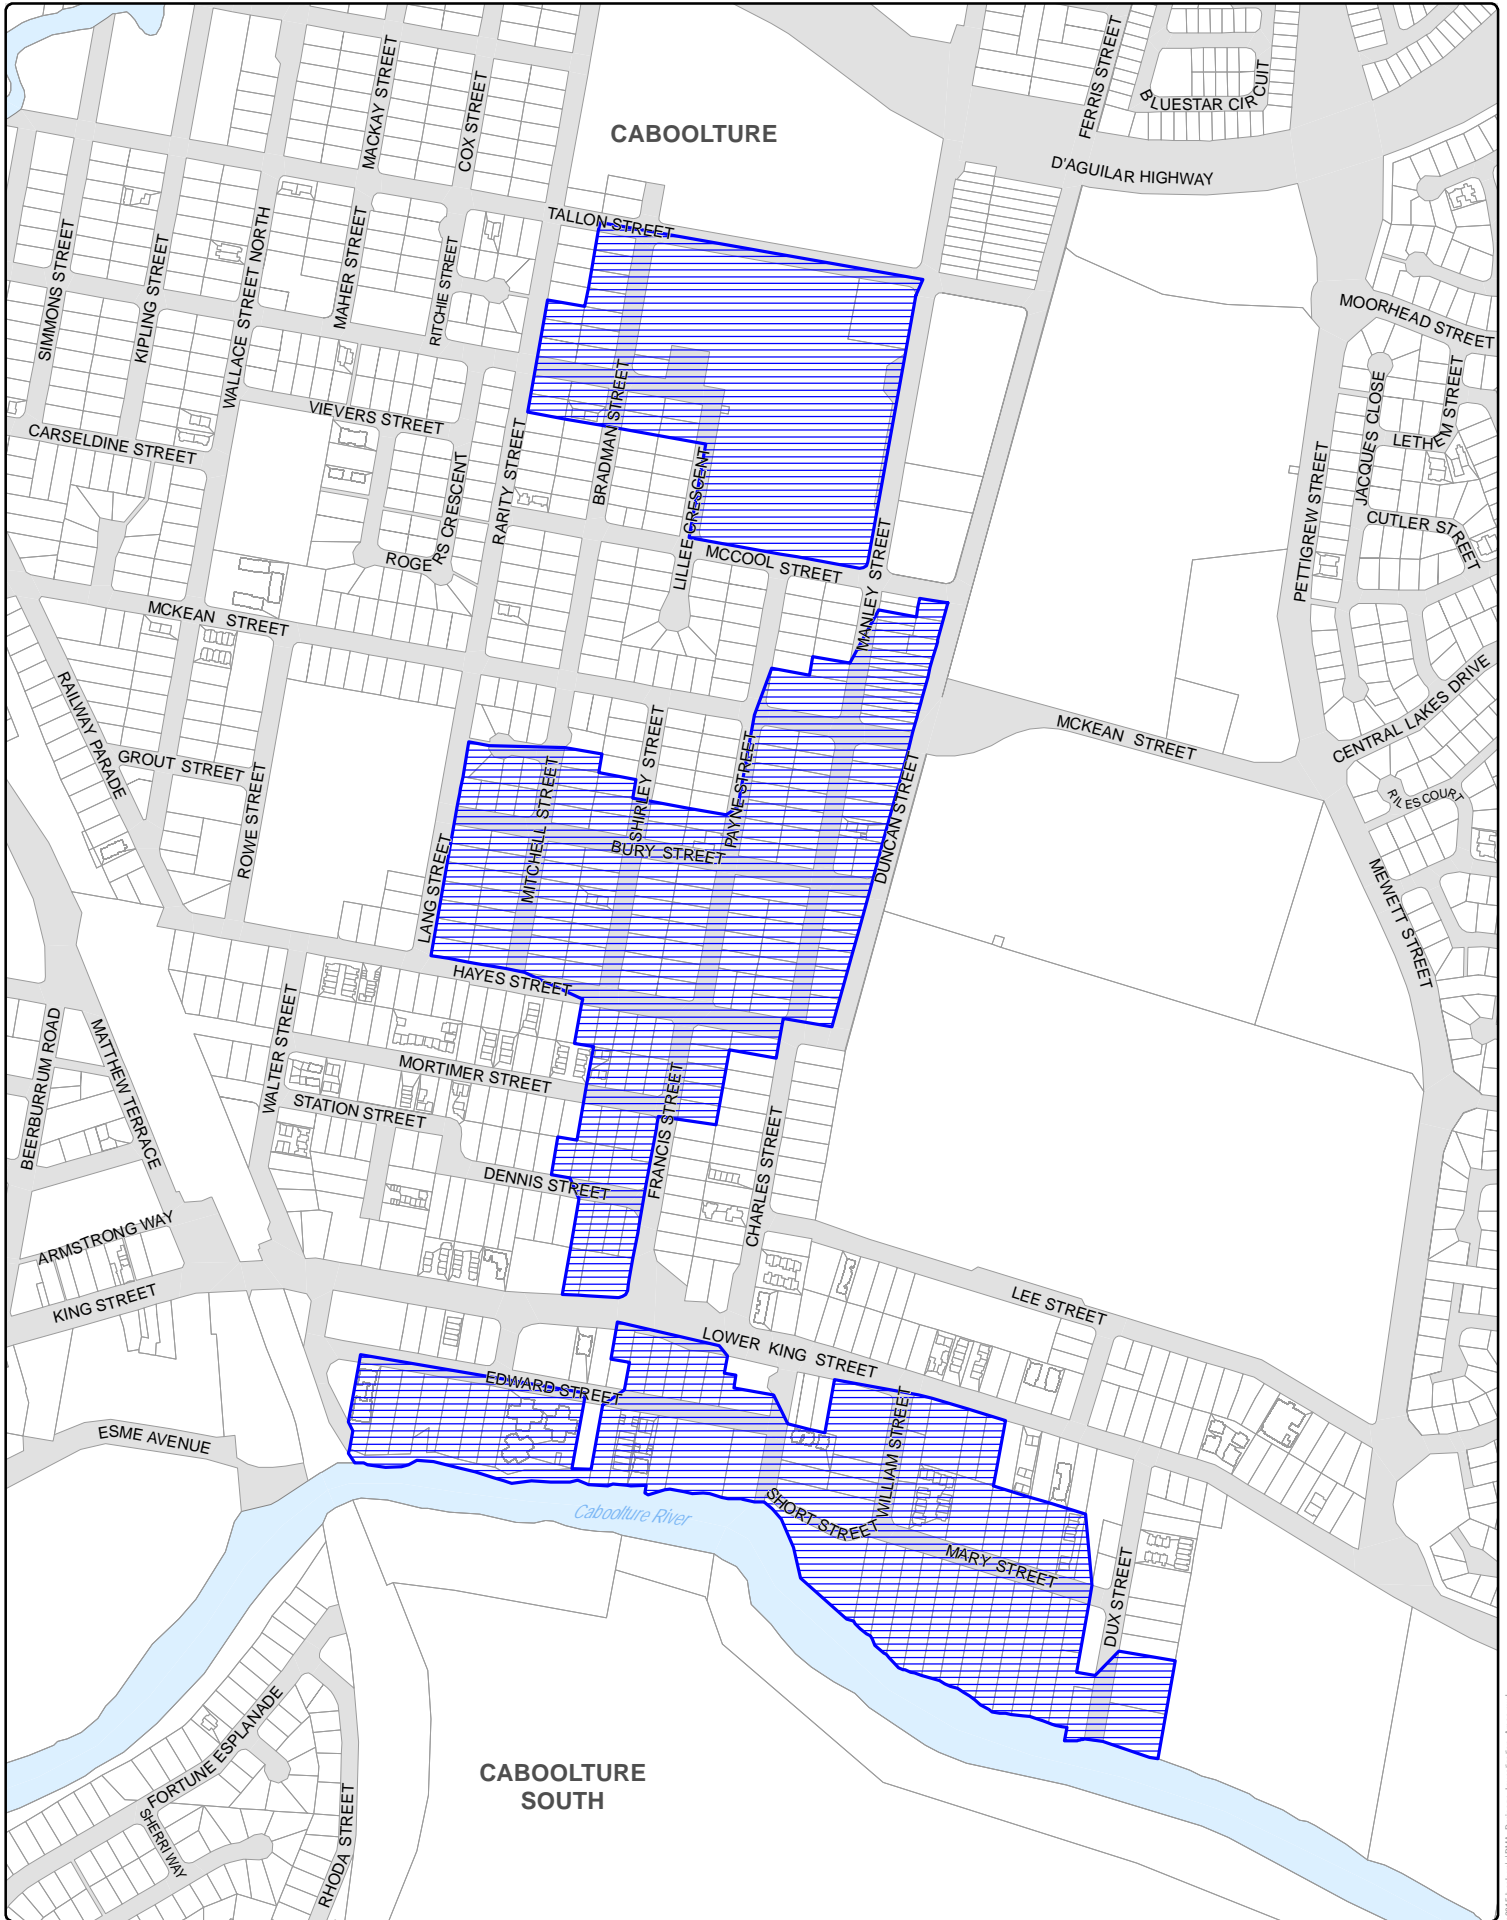 MACKAY STREET
COX STREET
CABOOLTURE
FERRIS STREET
BLUESTAR CIRCUIT
D'AGUILAR HIGHWAY
TALLON STREET
SIMMONS STREET
KIPLING STREET
WALLACE STREET NORTH
MAHER STREET
RITCHIE STREET
MOORHEAD STREET
VIEVERS STREET
CARSELDINE STREET
RARITY STREET
BRADMAN STREET
LILLEE CRESCENT
JACQUES CLOSE
LETHEM STREET
PETTIGREW STREET
CUTLER STREET
ROGERS CRESCENT
MCCOOL STREET
MANLEY STREET
MCKEAN STREET
RAILWAY PARADE
GROUT STREET
ROWE STREET
MITCHELL STREET
SHIRLEY STREET
PAYNE STREET
MCKEAN STREET
CENTRAL LAKES DRIVE
RILES COURT
DUNCAN STREET
BURY STREET
LANG STREET
MEWETT STREET
HAYES STREET
BEERBURRUM ROAD
MATTHEW TERRACE
WALTER STREET
MORTIMER STREET
STATION STREET
FRANCIS STREET
CHARLES STREET
DENNIS STREET
ARMSTRONG WAY
KING STREET
LEE STREET
LOWER KING STREET
EDWARD STREET
ESME AVENUE
WILLIAM STREET
Caboolture River
SHORT STREET
MARY STREET
DUX STREET
FORTUNE ESPLANADE
SHERRI WAY
RHODA STREET
CABOOLTURE
SOUTH